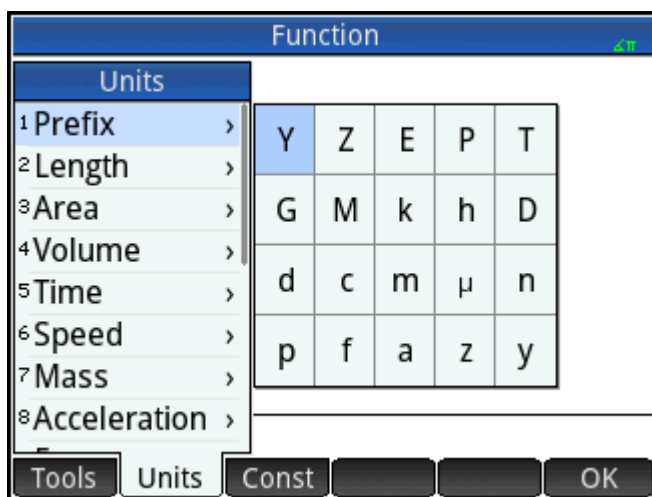 Function
∡π
Units
1 Prefix ›
2 Length ›
3 Area ›
4 Volume ›
5 Time ›
6 Speed ›
7 Mass ›
8 Acceleration ›
Y Z E P T
G M k h D
d c m μ n
p f a z y
Tools Units Const OK